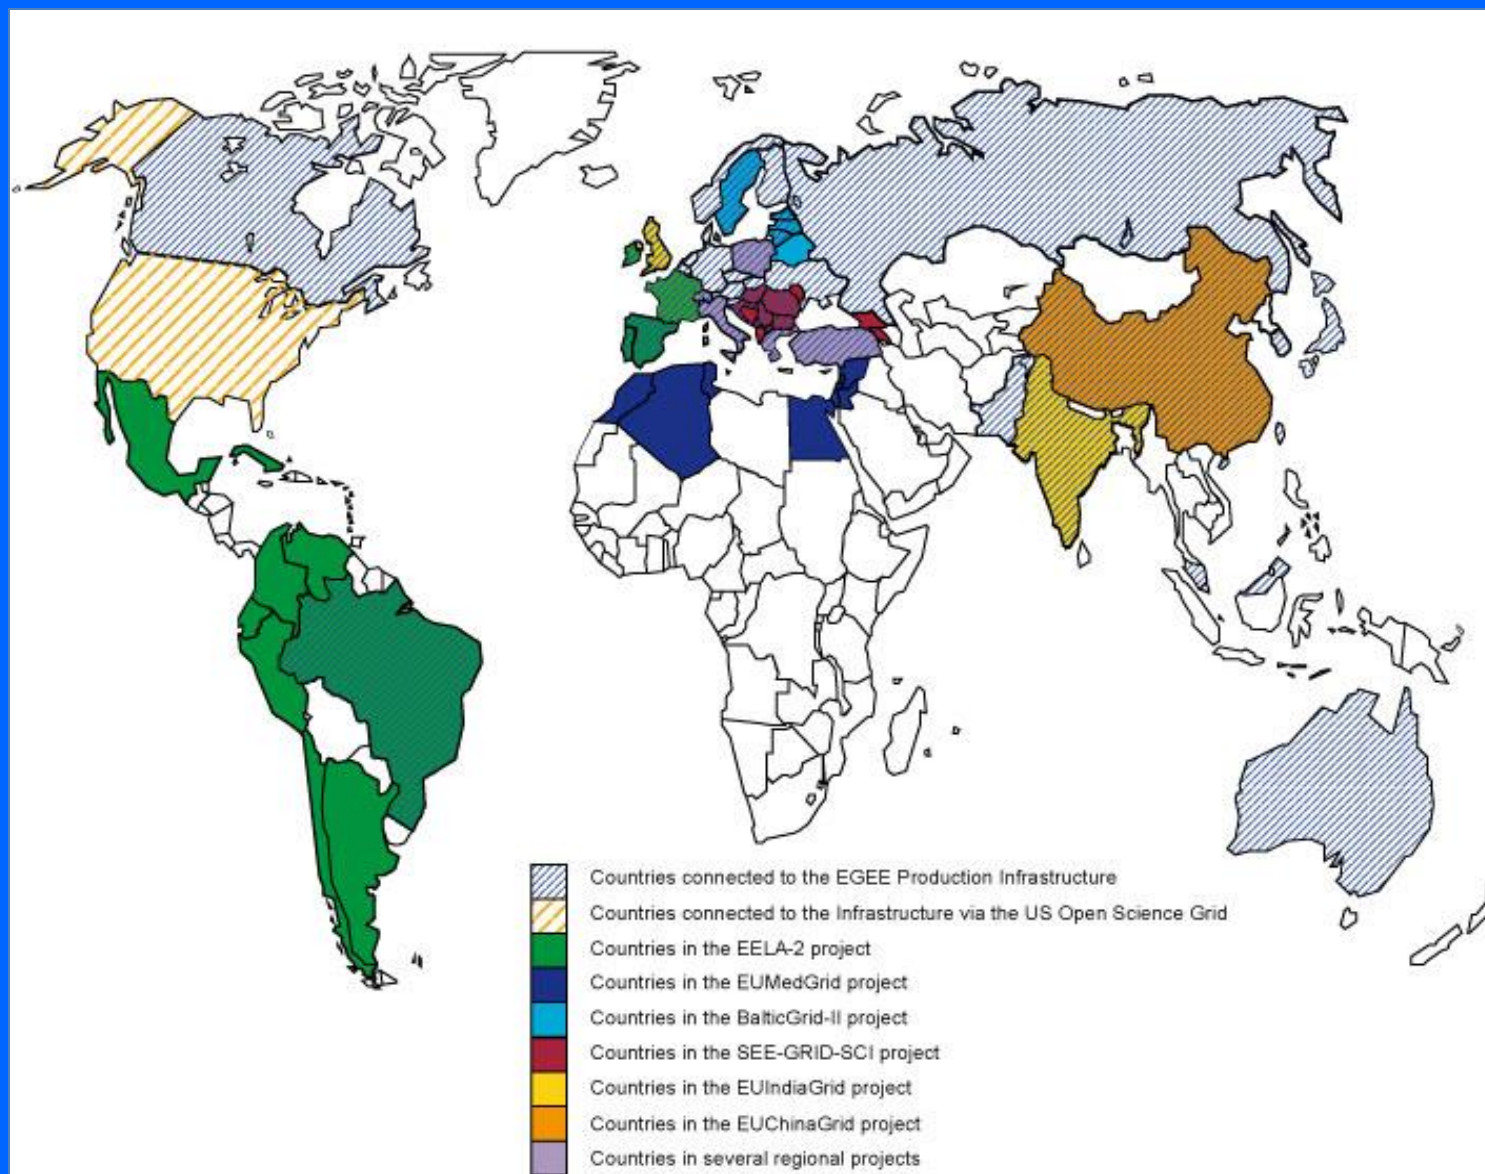 Countries connected to the EGEE Production Infrastructure
Countries connected to the Infrastructure via the US Open Science Grid
Countries in the EELA-2 project
Countries in the EUMedGrid project
Countries in the BalticGrid-II project
Countries in the SEE-GRID-SCI project
Countries in the EUIndiaGrid project
Countries in the EUChinaGrid project
Countries in several regional projects